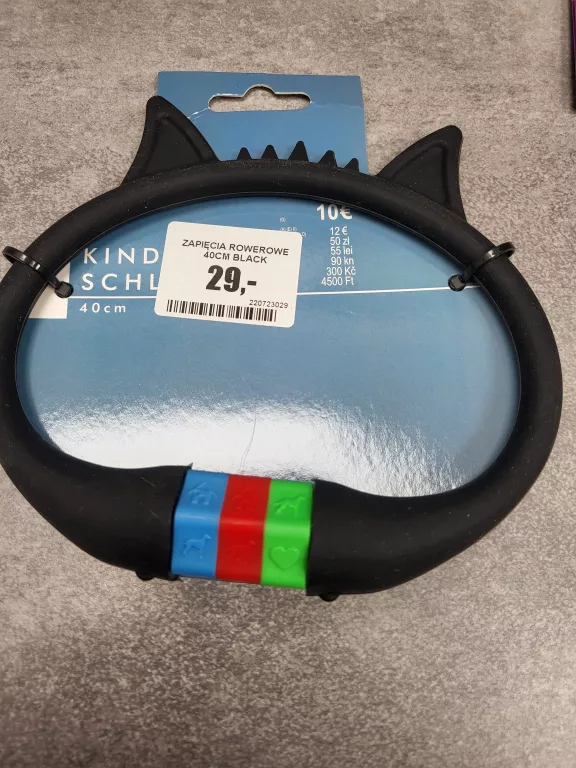 10€
12 €
50 zl
55 lei
90 kn
300 Kč
4500 Ft
KIND
SCHL
40cm
ZAPIĘCIA ROWEROWE
40CM BLACK
29,-
220723029